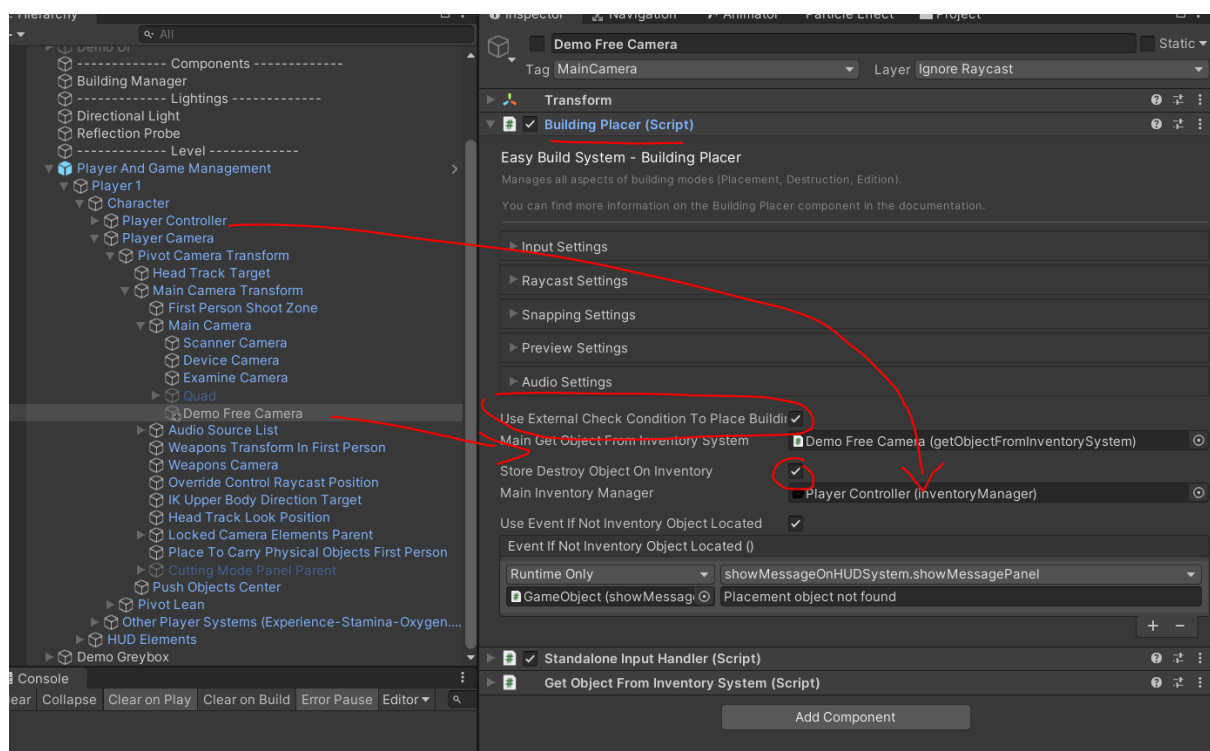 Hierarchy
All
Demo UI
------------- Components -------------
Building Manager
------------- Lightings -------------
Directional Light
Reflection Probe
------------- Level -------------
Player And Game Management
Player 1
Character
Player Controller
Player Camera
Pivot Camera Transform
Head Track Target
Main Camera Transform
First Person Shoot Zone
Main Camera
Scanner Camera
Device Camera
Examine Camera
Quad
Demo Free Camera
Audio Source List
Weapons Transform In First Person
Weapons Camera
Override Control Raycast Position
IK Upper Body Direction Target
Head Track Look Position
Locked Camera Elements Parent
Place To Carry Physical Objects First Person
Cutting Mode Panel Parent
Push Objects Center
Pivot Lean
Other Player Systems (Experience-Stamina-Oxygen....
HUD Elements
Demo Greybox
Console
ear Collapse Clear on Play Clear on Build Error Pause Editor
Inspector Navigation Animator Particle Effect Project
Demo Free Camera Static
Tag MainCamera Layer Ignore Raycast
Transform
# Building Placer (Script)
Easy Build System - Building Placer
Manages all aspects of building modes (Placement, Destruction, Edition).
You can find more information on the Building Placer component in the documentation.
Input Settings
Raycast Settings
Snapping Settings
Preview Settings
Audio Settings
Use External Check Condition To Place Buildin
Main Get Object From Inventory System Demo Free Camera (getObjectFromInventorySystem)
Store Destroy Object On Inventory
Main Inventory Manager Player Controller (inventoryManager)
Use Event If Not Inventory Object Located
Event If Not Inventory Object Located ()
Runtime Only showMessageOnHUDSystem.showMessagePanel
GameObject (showMessag Placement object not found
+ −
# Standalone Input Handler (Script)
# Get Object From Inventory System (Script)
Add Component